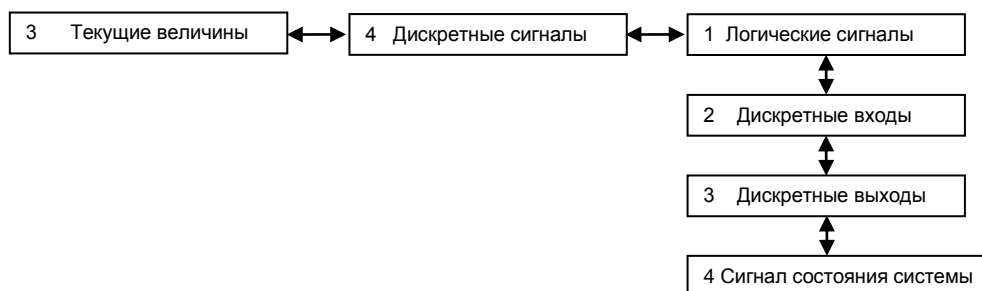 3 Текущие величины
4 Дискретные сигналы
1 Логические сигналы
2 Дискретные входы
3 Дискретные выходы
4 Сигнал состояния системы